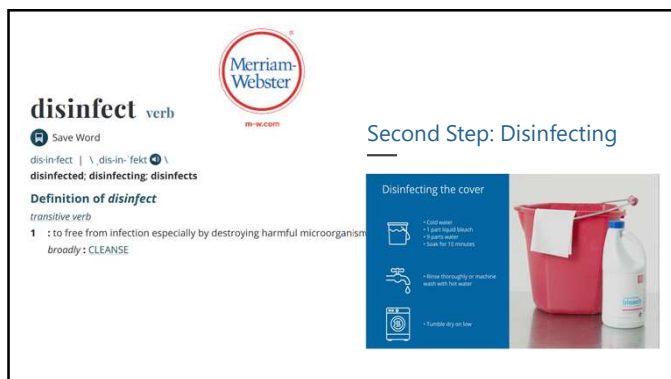 Merriam-
Webster
m-w.com
disinfect verb
Save Word
dis·in·fect | \ ˌdis-in-ˈfekt \
disinfected; disinfecting; disinfects
Definition of disinfect
transitive verb
1 : to free from infection especially by destroying harmful microorganism
broadly : CLEANSE
Second Step: Disinfecting
Disinfecting the cover
• Cold water
• 1 part liquid bleach
• 9 parts water
• Soak for 10 minutes
• Rinse thoroughly or machine
wash with hot water
• Tumble dry on low
bleach